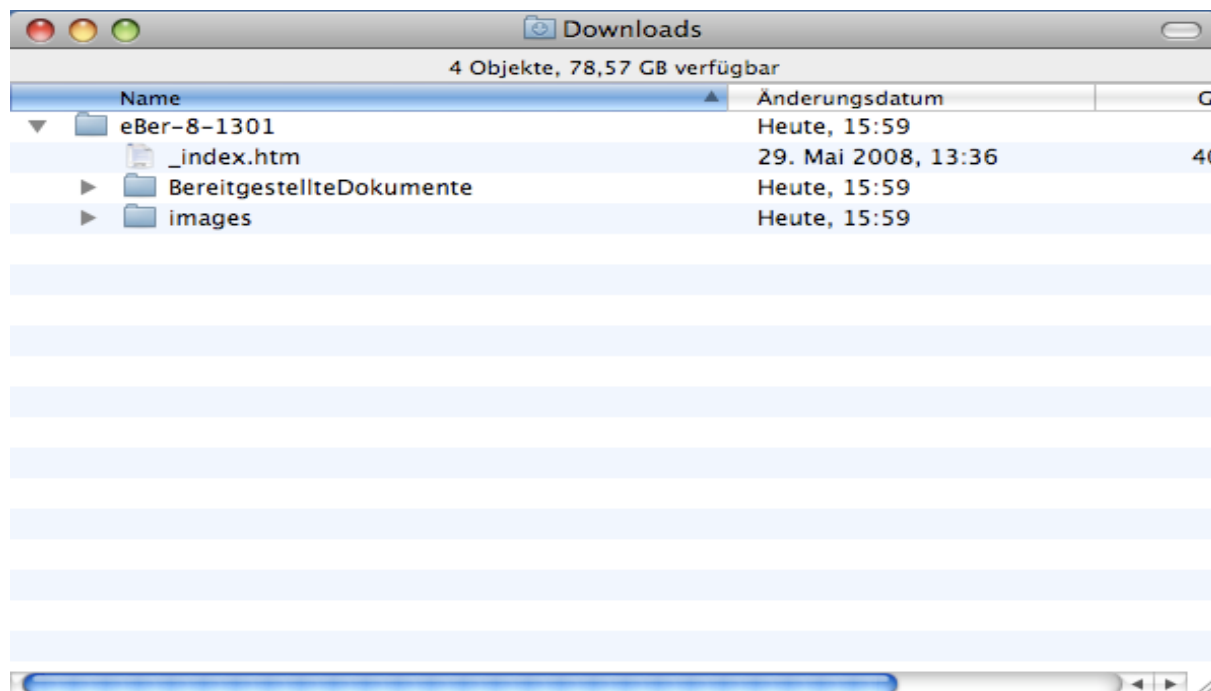 Downloads
4 Objekte, 78,57 GB verfügbar
Name Änderungsdatum G
eBer-8-1301 Heute, 15:59
_index.htm 29. Mai 2008, 13:36 40
BereitgestellteDokumente Heute, 15:59
images Heute, 15:59